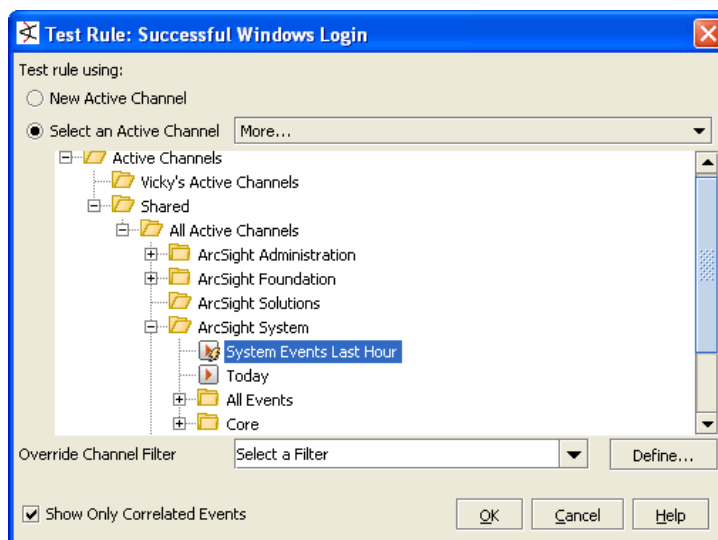 Test Rule: Successful Windows Login
Test rule using:
New Active Channel
Select an Active Channel More...
Active Channels
Vicky's Active Channels
Shared
All Active Channels
ArcSight Administration
ArcSight Foundation
ArcSight Solutions
ArcSight System
System Events Last Hour
Today
All Events
Core
Override Channel Filter Select a Filter Define...
Show Only Correlated Events OK Cancel Help